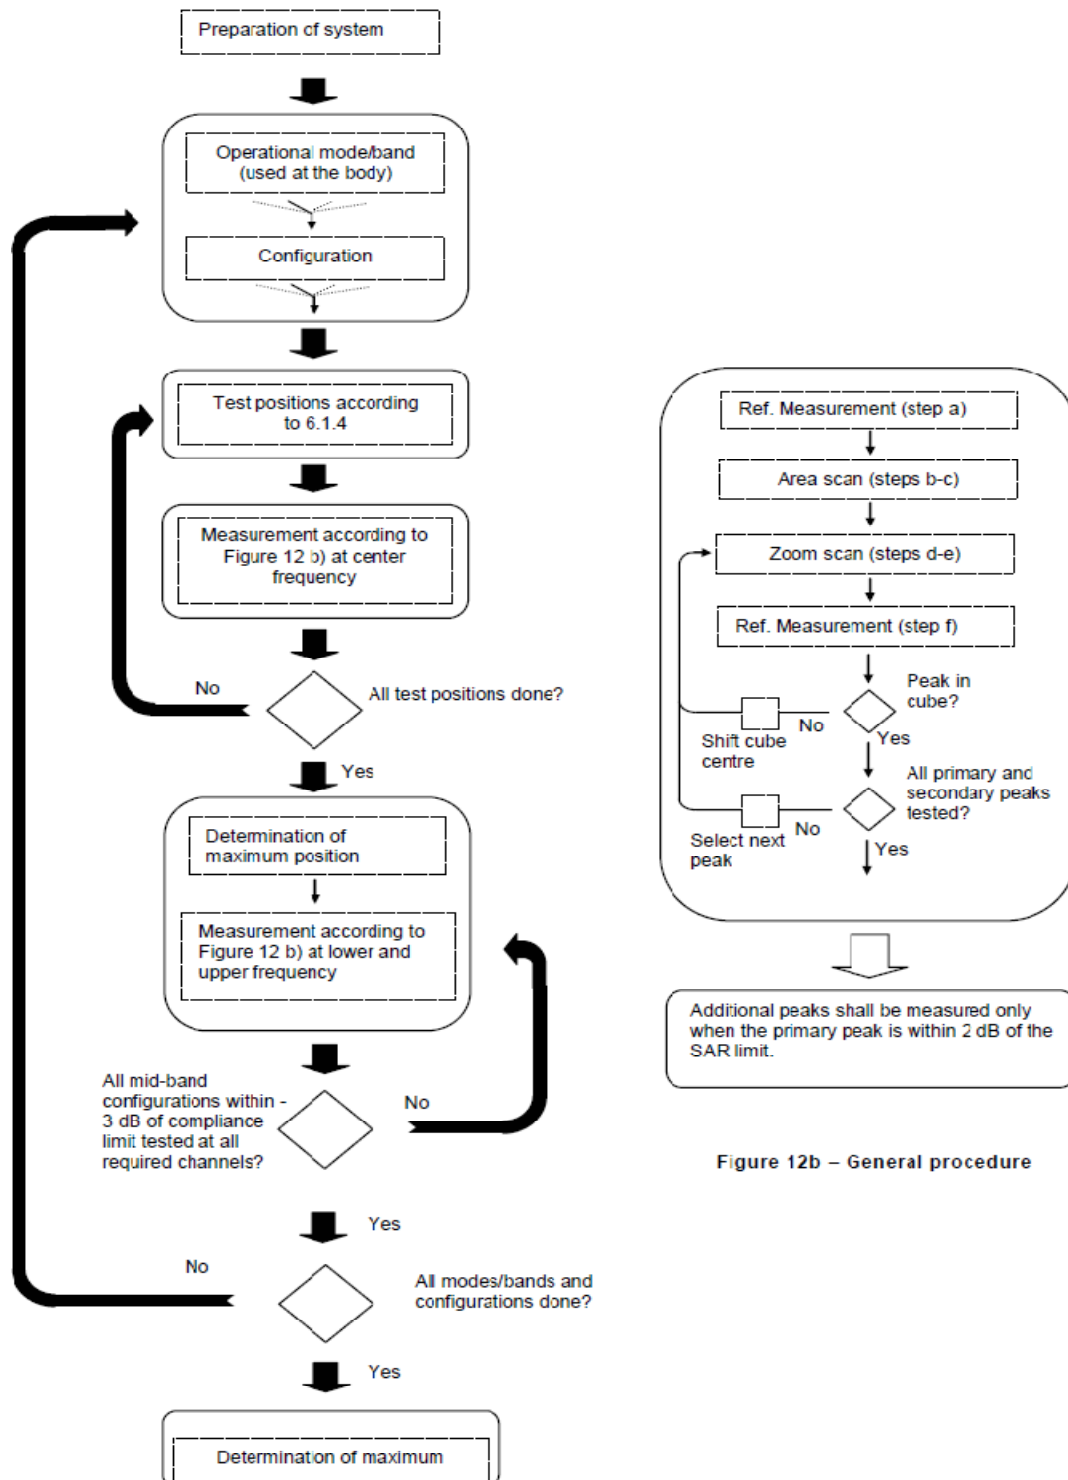 Preparation of system
Operational mode/band
(used at the body)
Configuration
Test positions according
to 6.1.4
Measurement according to
Figure 12 b) at center
frequency
No
All test positions done?
Yes
Determination of
maximum position
Measurement according to
Figure 12 b) at lower and
upper frequency
All mid-band
configurations within -
3 dB of compliance
limit tested at all
required channels?
No
Yes
No
All modes/bands and
configurations done?
Yes
Determination of maximum
Ref. Measurement (step a)
Area scan (steps b-c)
Zoom scan (steps d-e)
Ref. Measurement (step f)
Peak in
cube?
No
Yes
Shift cube
centre
All primary and
secondary peaks
tested?
No
Yes
Select next
peak
Additional peaks shall be measured only
when the primary peak is within 2 dB of the
SAR limit.
Figure 12b – General procedure